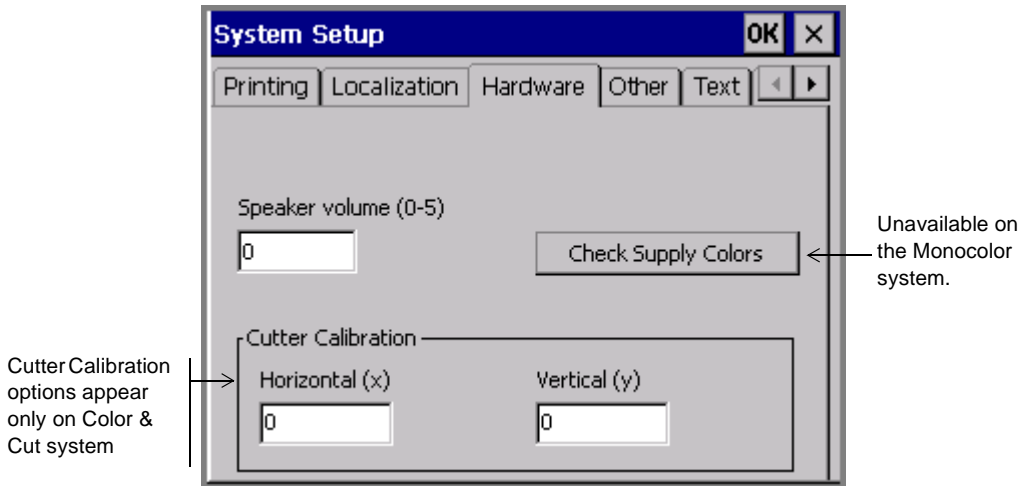 System Setup
OK
Printing
Localization
Hardware
Other
Text
Speaker volume (0-5)
0
Check Supply Colors
Unavailable on
the Monocolor
system.
Cutter Calibration
Horizontal (x)
Vertical (y)
0
0
Cutter Calibration
options appear
only on Color &
Cut system